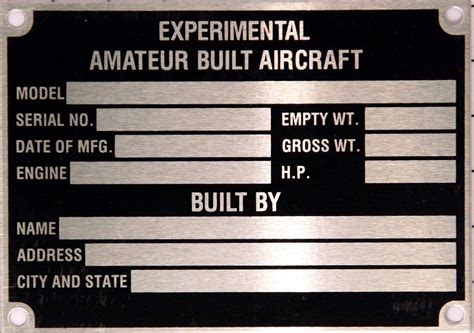 EXPERIMENTAL
AMATEUR BUILT AIRCRAFT
MODEL
SERIAL NO. EMPTY WT.
DATE OF MFG. GROSS WT.
ENGINE H.P.
BUILT BY
NAME
ADDRESS
CITY AND STATE